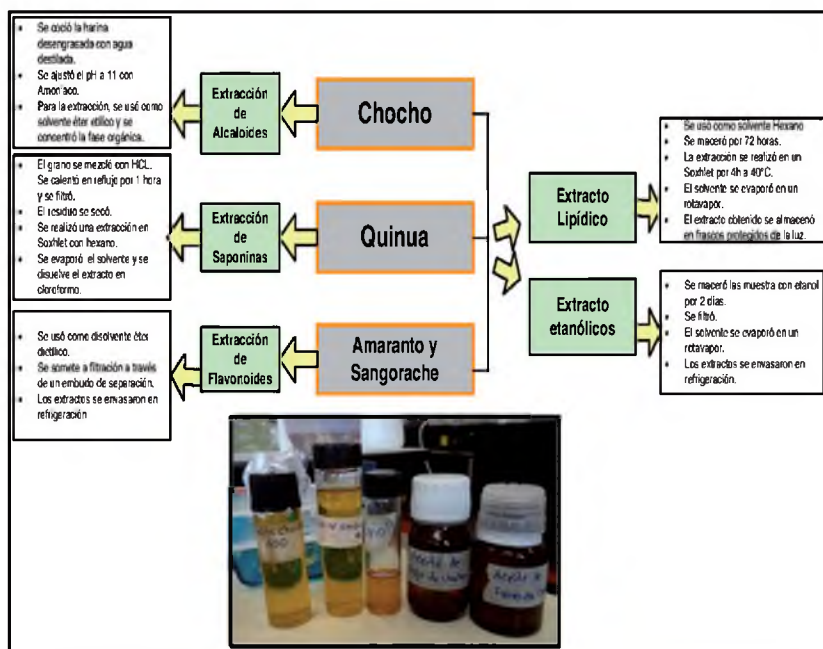 Se coció la harina
desengrasada con agua
destilada.
Se ajustó el pH a 11 con
Amoníaco.
Para la extracción, se usó como
solvente éter etílico y se
concentró la fase orgánica.
Extracción
de
Alcaloides
Chocho
El grano se mezcló con HCL.
Se calentó en reflujo por 1 hora
y se filtró.
El residuo se secó.
Se realizó una extracción en
Soxhlet con hexano.
Se evaporó el solvente y se
disuelve el extracto en
cloroformo.
Extracción
de
Saponinas
Quinua
Se usó como disolvente éter
dietílico.
Se somete a filtración a través
de un embudo de separación.
Los extractos se envasaron en
refrigeración
Extracción
de
Flavonoides
Amaranto y
Sangorache
Extracto
Lipídico
Se usó como solvente Hexano
Se maceró por 72 horas.
La extracción se realizó en un
Soxhlet por 4h a 40°C.
El solvente se evaporó en un
rotavapor.
El extracto obtenido se almacenó
en frascos protegidos de la luz.
Extracto
etanólicos
Se maceró las muestra con etanol
por 2 días.
Se filtró.
El solvente se evaporó en un
rotavapor.
Los extractos se envasaron en
refrigeración.
Aceite de
Aceite de